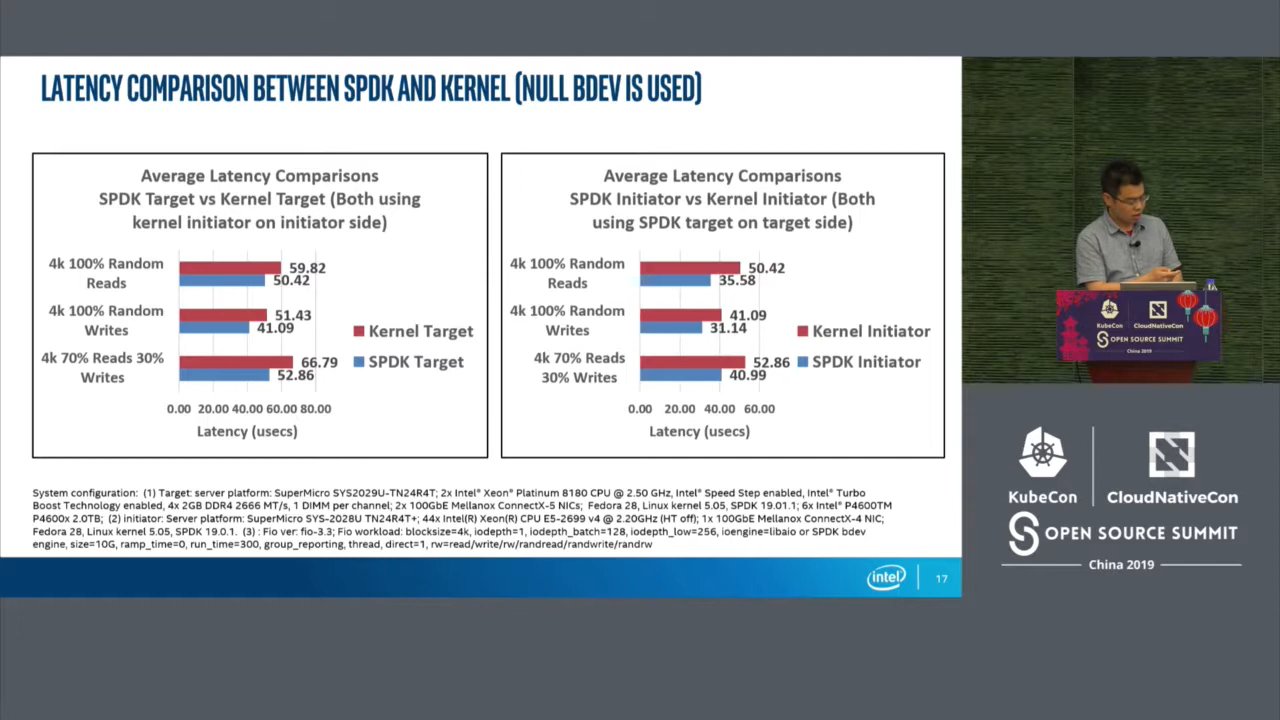 LATENCY COMPARISON BETWEEN SPDK AND KERNEL (NULL BDEV IS USED)
Average Latency Comparisons
SPDK Target vs Kernel Target (Both using
kernel initiator on initiator side)
4k 100% Random
Reads
59.82
50.42
4k 100% Random
Writes
51.43
41.09
4k 70% Reads 30%
Writes
66.79
52.86
Kernel Target
SPDK Target
0.00 20.00 40.00 60.00 80.00
Latency (usecs)
Average Latency Comparisons
SPDK Initiator vs Kernel Initiator (Both
using SPDK target on target side)
4k 100% Random
Reads
50.42
35.58
4k 100% Random
Writes
41.09
31.14
4k 70% Reads
30% Writes
52.86
40.99
Kernel Initiator
SPDK Initiator
0.00 20.00 40.00 60.00
Latency (usecs)
System configuration: (1) Target: server platform: SuperMicro SYS2029U-TN24R4T; 2x Intel® Xeon® Platinum 8180 CPU @ 2.50 GHz, Intel® Speed Step enabled, Intel® Turbo
Boost Technology enabled, 4x 2GB DDR4 2666 MT/s, 1 DIMM per channel; 2x 100GbE Mellanox ConnectX-5 NICs; Fedora 28, Linux kernel 5.05, SPDK 19.01.1; 6x Intel® P4600TM
P4600x 2.0TB; (2) initiator: Server platform: SuperMicro SYS-2028U TN24R4T+; 44x Intel(R) Xeon(R) CPU E5-2699 v4 @ 2.20GHz (HT off); 1x 100GbE Mellanox ConnectX-4 NIC;
Fedora 28, Linux kernel 5.05, SPDK 19.0.1. (3) : Fio ver: fio-3.3; Fio workload: blocksize=4k, iodepth=1, iodepth_batch=128, iodepth_low=256, ioengine=libaio or SPDK bdev
engine, size=10G, ramp_time=0, run_time=300, group_reporting, thread, direct=1, rw=read/write/rw/randread/randwrite/randrw
intel
17
KubeCon
CloudNativeCon
OPEN SOURCE SUMMIT
China 2019
KubeCon
CloudNativeCon
OPEN SOURCE SUMMIT
China 2019